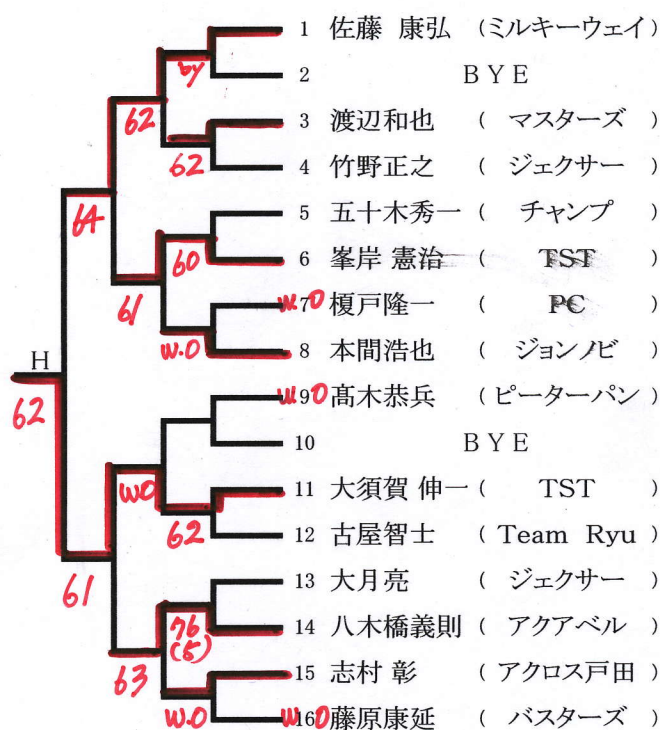 1 佐藤 康弘 (ミルキーウェイ)
by
2 BYE
62
3 渡辺和也 ( マスターズ )
62
4 竹野正之 ( ジェクサー )
64
5 五十木秀一 ( チャンプ )
60
6 峯岸 憲治 ( TST )
61
W.O 7 榎戸隆一 ( PC )
W.O
8 本間浩也 ( ジョンノビ )
H
62
W.O 9 髙木恭兵 (ピーターパン)
10 BYE
WO
11 大須賀 伸一 ( TST )
62
12 古屋智士 ( Team Ryu )
61
13 大月亮 ( ジェクサー )
76
(5)
14 八木橋義則 ( アクアベル )
63
15 志村 彰 ( アクロス戸田 )
W.O
W.O 16 藤原康延 ( バスターズ )